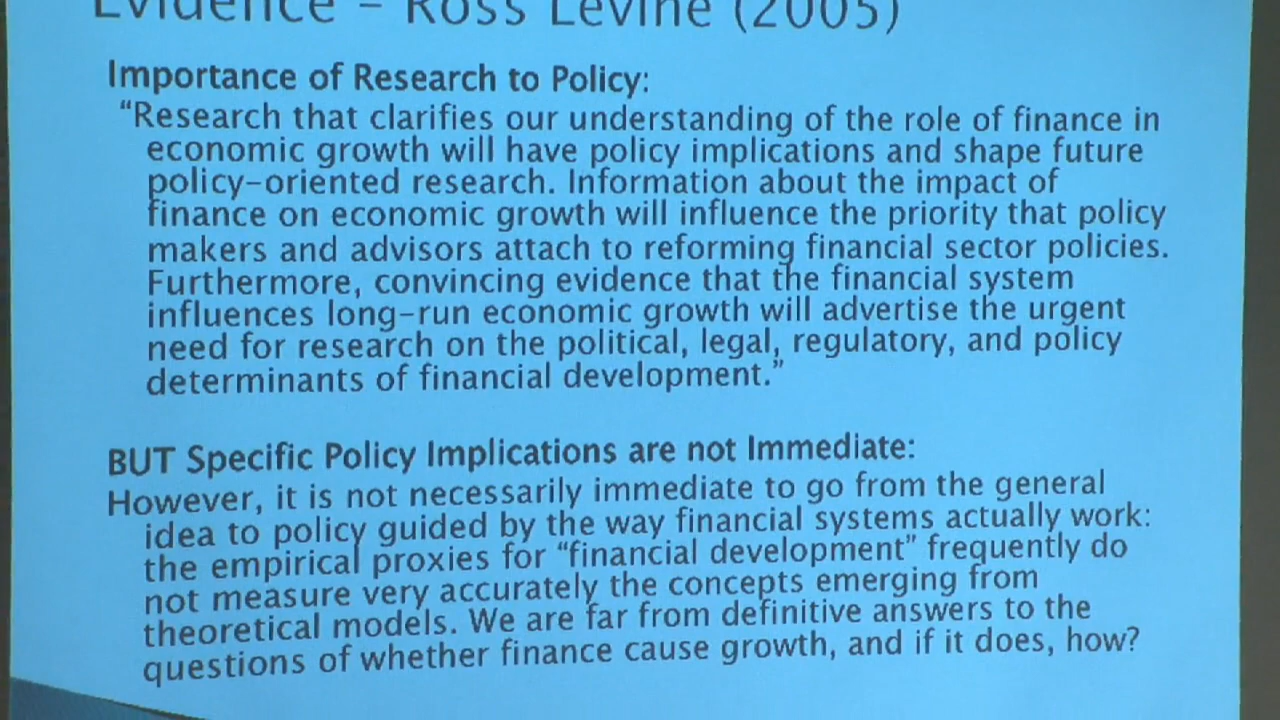 Evidence – Ross Levine (2005)
Importance of Research to Policy:
“Research that clarifies our understanding of the role of finance in
economic growth will have policy implications and shape future
policy-oriented research. Information about the impact of
finance on economic growth will influence the priority that policy
makers and advisors attach to reforming financial sector policies.
Furthermore, convincing evidence that the financial system
influences long-run economic growth will advertise the urgent
need for research on the political, legal, regulatory, and policy
determinants of financial development.”
BUT Specific Policy Implications are not Immediate:
However, it is not necessarily immediate to go from the general
idea to policy guided by the way financial systems actually work:
the empirical proxies for “financial development” frequently do
not measure very accurately the concepts emerging from
theoretical models. We are far from definitive answers to the
questions of whether finance cause growth, and if it does, how?